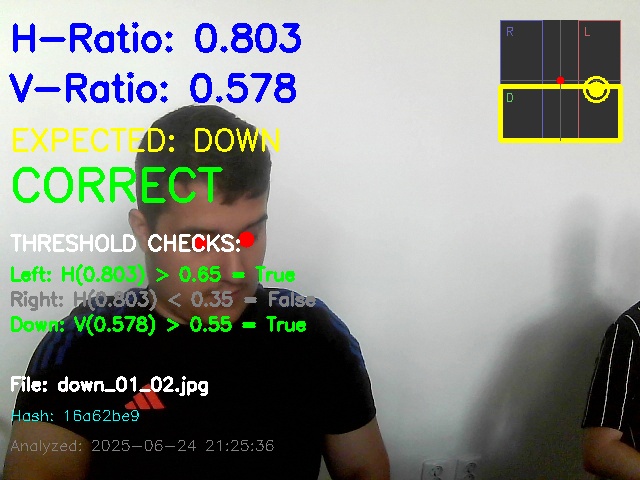 H-Ratio: 0.803
V-Ratio: 0.578
EXPECTED: DOWN
CORRECT
THRESHOLD CHECKS:
Left: H(0.803) > 0.65 = True
Right: H(0.803) < 0.35 = False
Down: V(0.578) > 0.55 = True
File: down_01_02.jpg
Hash: 16a62be9
Analyzed: 2025-06-24 21:25:36
R L
D